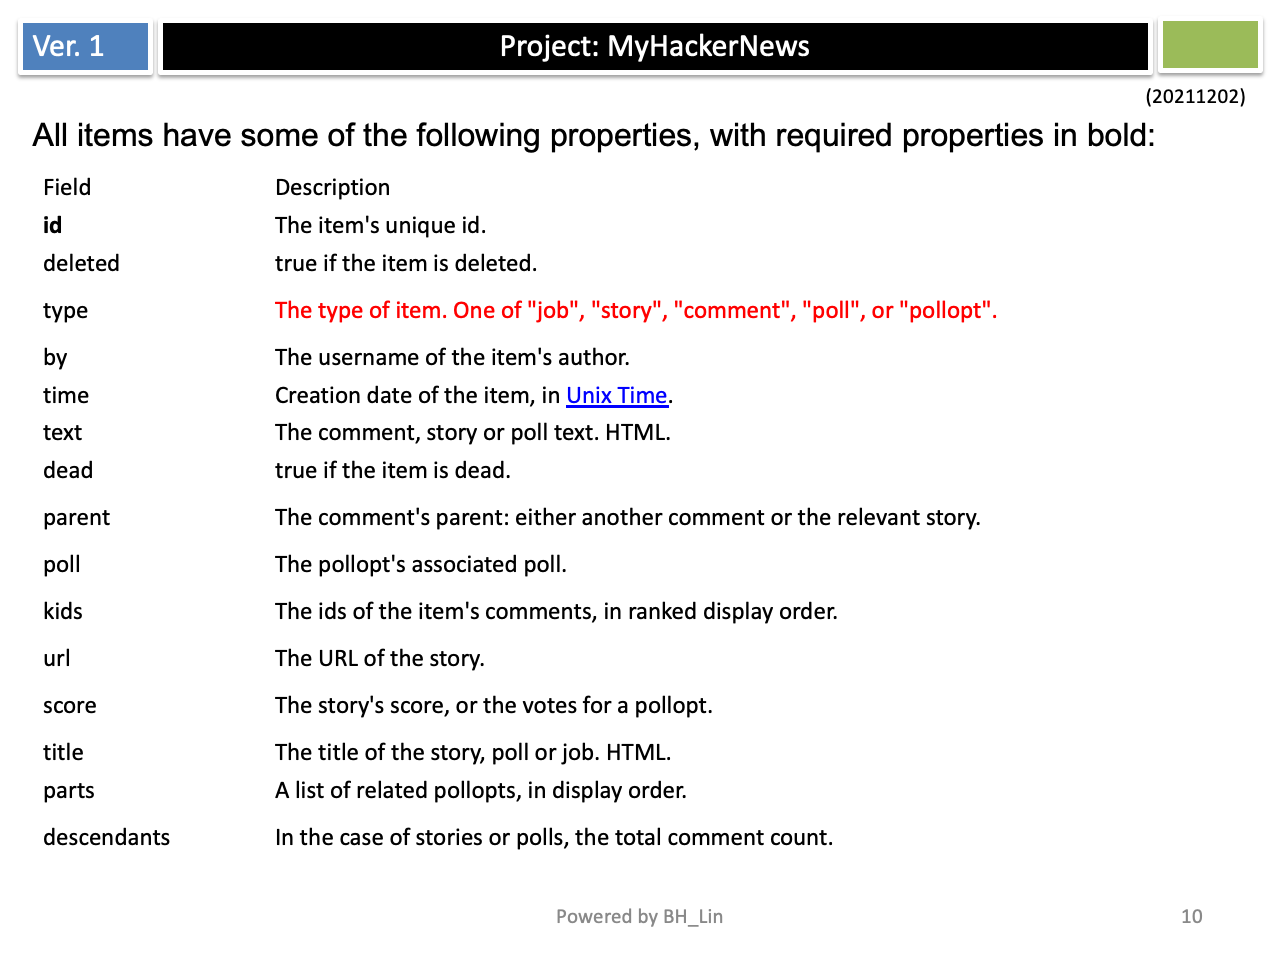 Ver. 1
Project: MyHackerNews
(20211202)
All items have some of the following properties, with required properties in bold:
Field Description
id The item's unique id.
deleted true if the item is deleted.
type The type of item. One of "job", "story", "comment", "poll", or "pollopt".
by The username of the item's author.
time Creation date of the item, in Unix Time.
text The comment, story or poll text. HTML.
dead true if the item is dead.
parent The comment's parent: either another comment or the relevant story.
poll The pollopt's associated poll.
kids The ids of the item's comments, in ranked display order.
url The URL of the story.
score The story's score, or the votes for a pollopt.
title The title of the story, poll or job. HTML.
parts A list of related pollopts, in display order.
descendants In the case of stories or polls, the total comment count.
Powered by BH_Lin
10